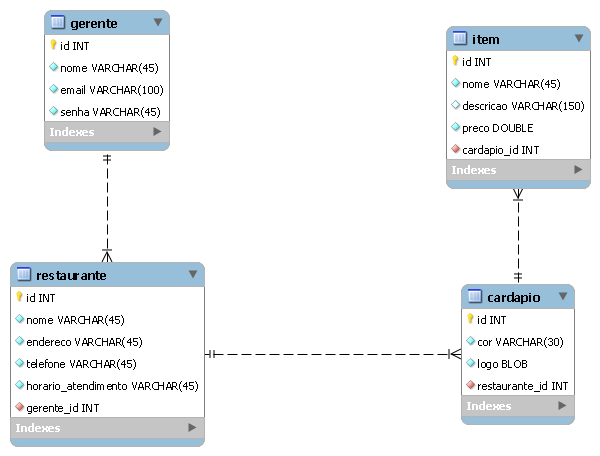 gerente
id INT
nome VARCHAR(45)
email VARCHAR(100)
senha VARCHAR(45)
Indexes
item
id INT
nome VARCHAR(45)
descricao VARCHAR(150)
preco DOUBLE
cardapio_id INT
Indexes
restaurante
id INT
nome VARCHAR(45)
endereco VARCHAR(45)
telefone VARCHAR(45)
horario_atendimento VARCHAR(45)
gerente_id INT
Indexes
cardapio
id INT
cor VARCHAR(30)
logo BLOB
restaurante_id INT
Indexes